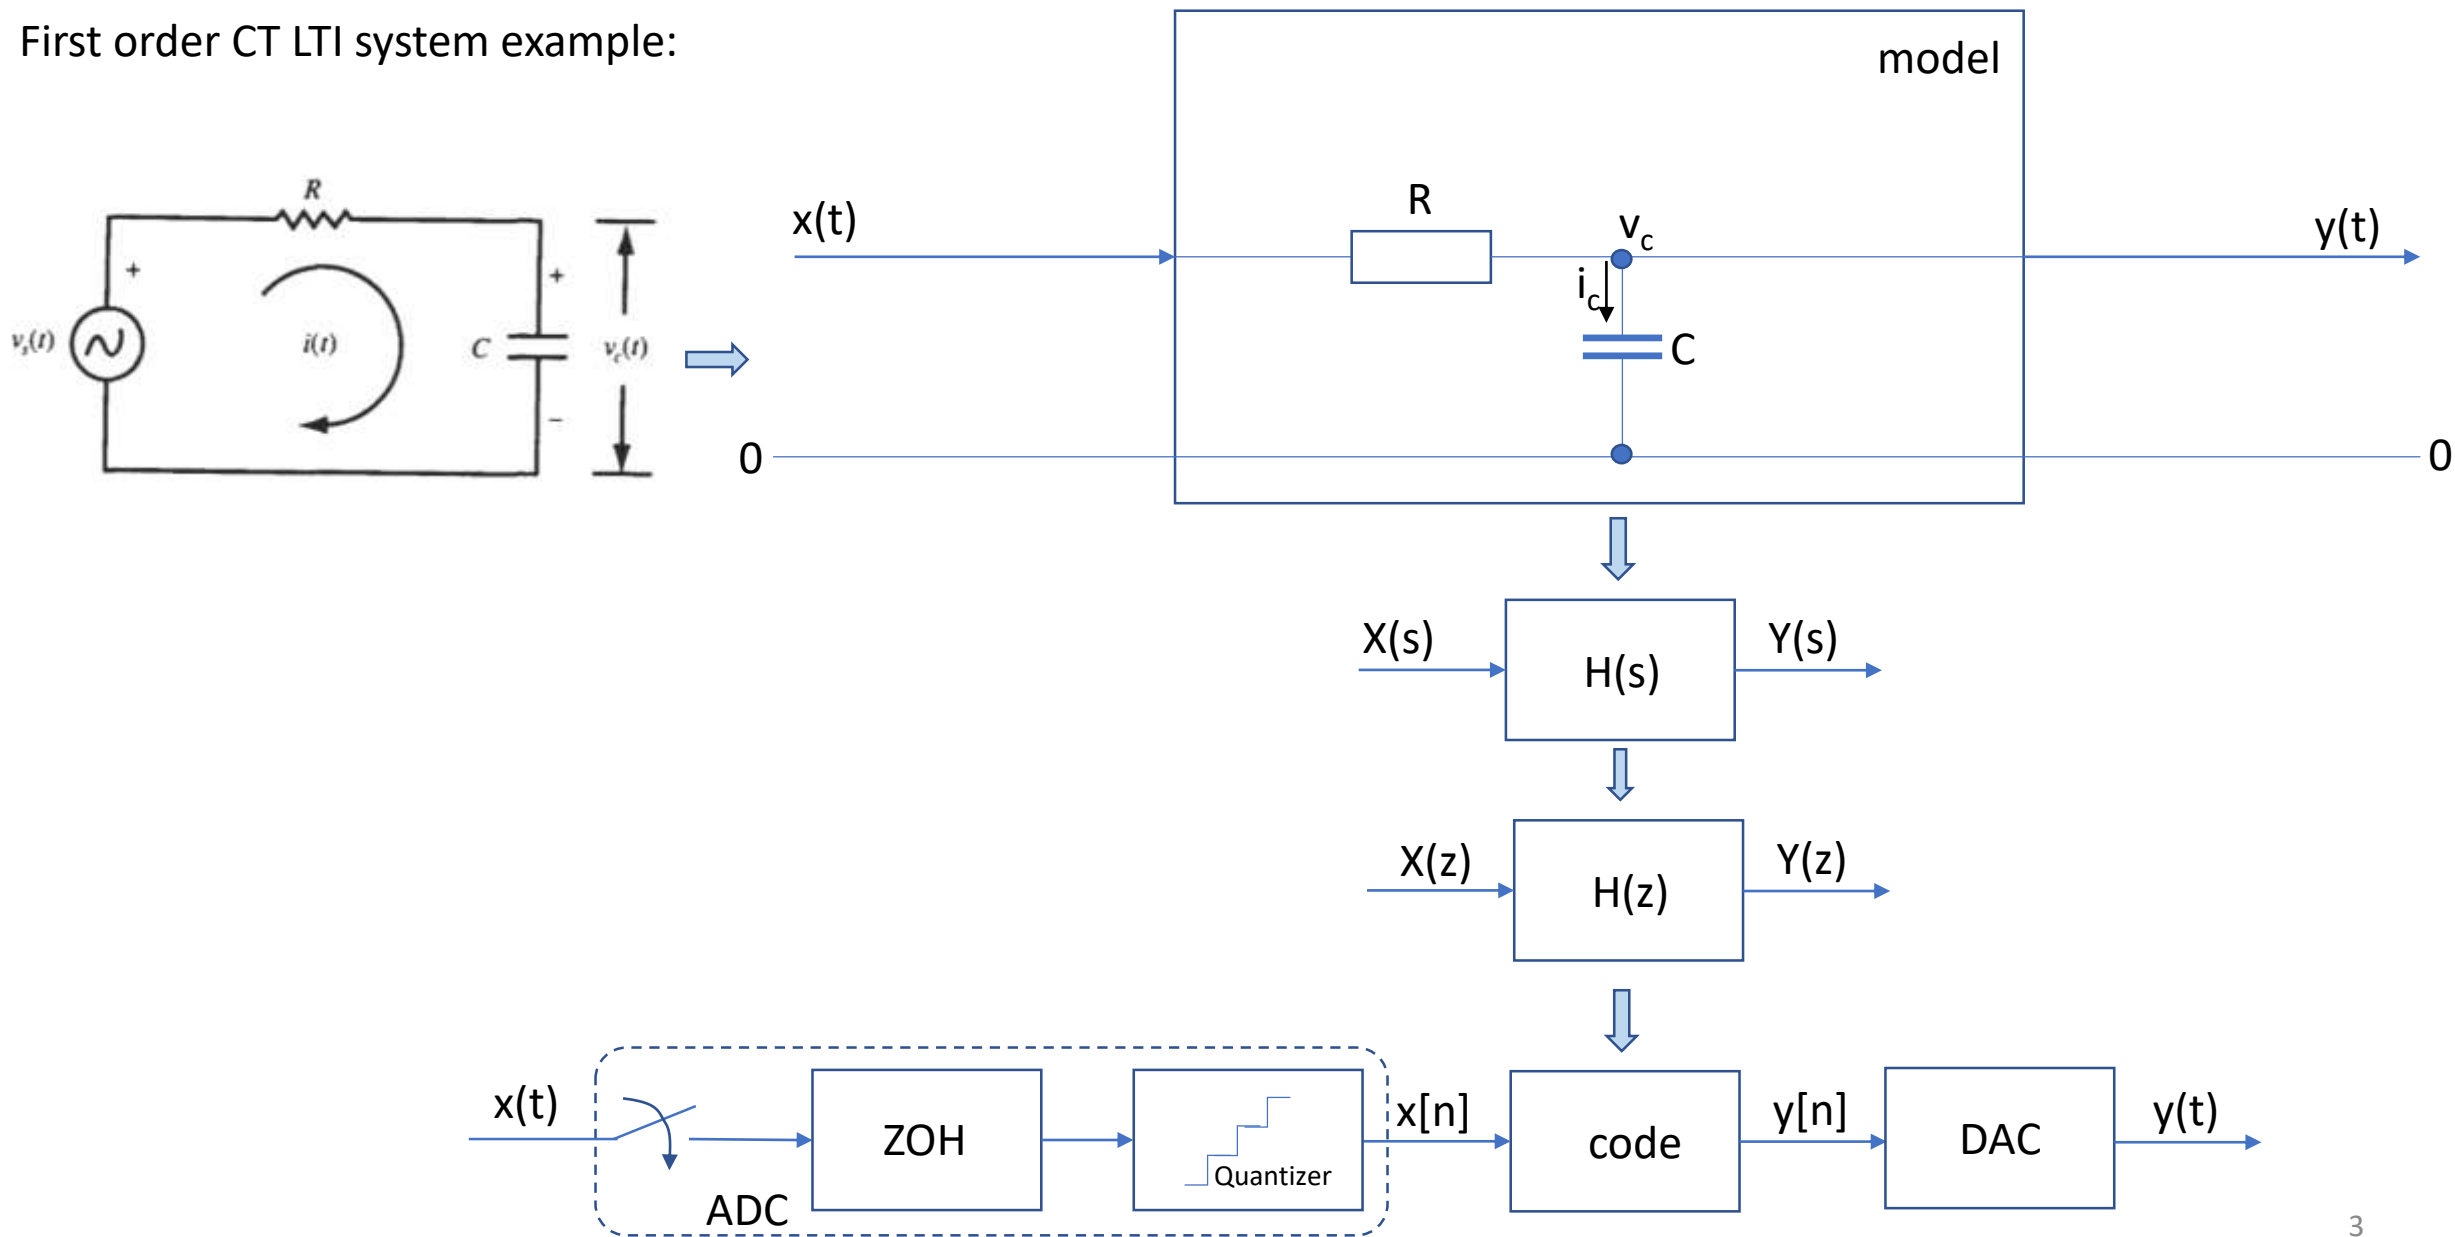 First order CT LTI system example:
model
R
+
+
v_s(t)
i(t)
C
v_c(t)
−
x(t)
R
v_c
i_c
C
y(t)
0
0
X(s)
H(s)
Y(s)
X(z)
H(z)
Y(z)
x(t)
ADC
ZOH
Quantizer
x[n]
code
y[n]
DAC
y(t)
3